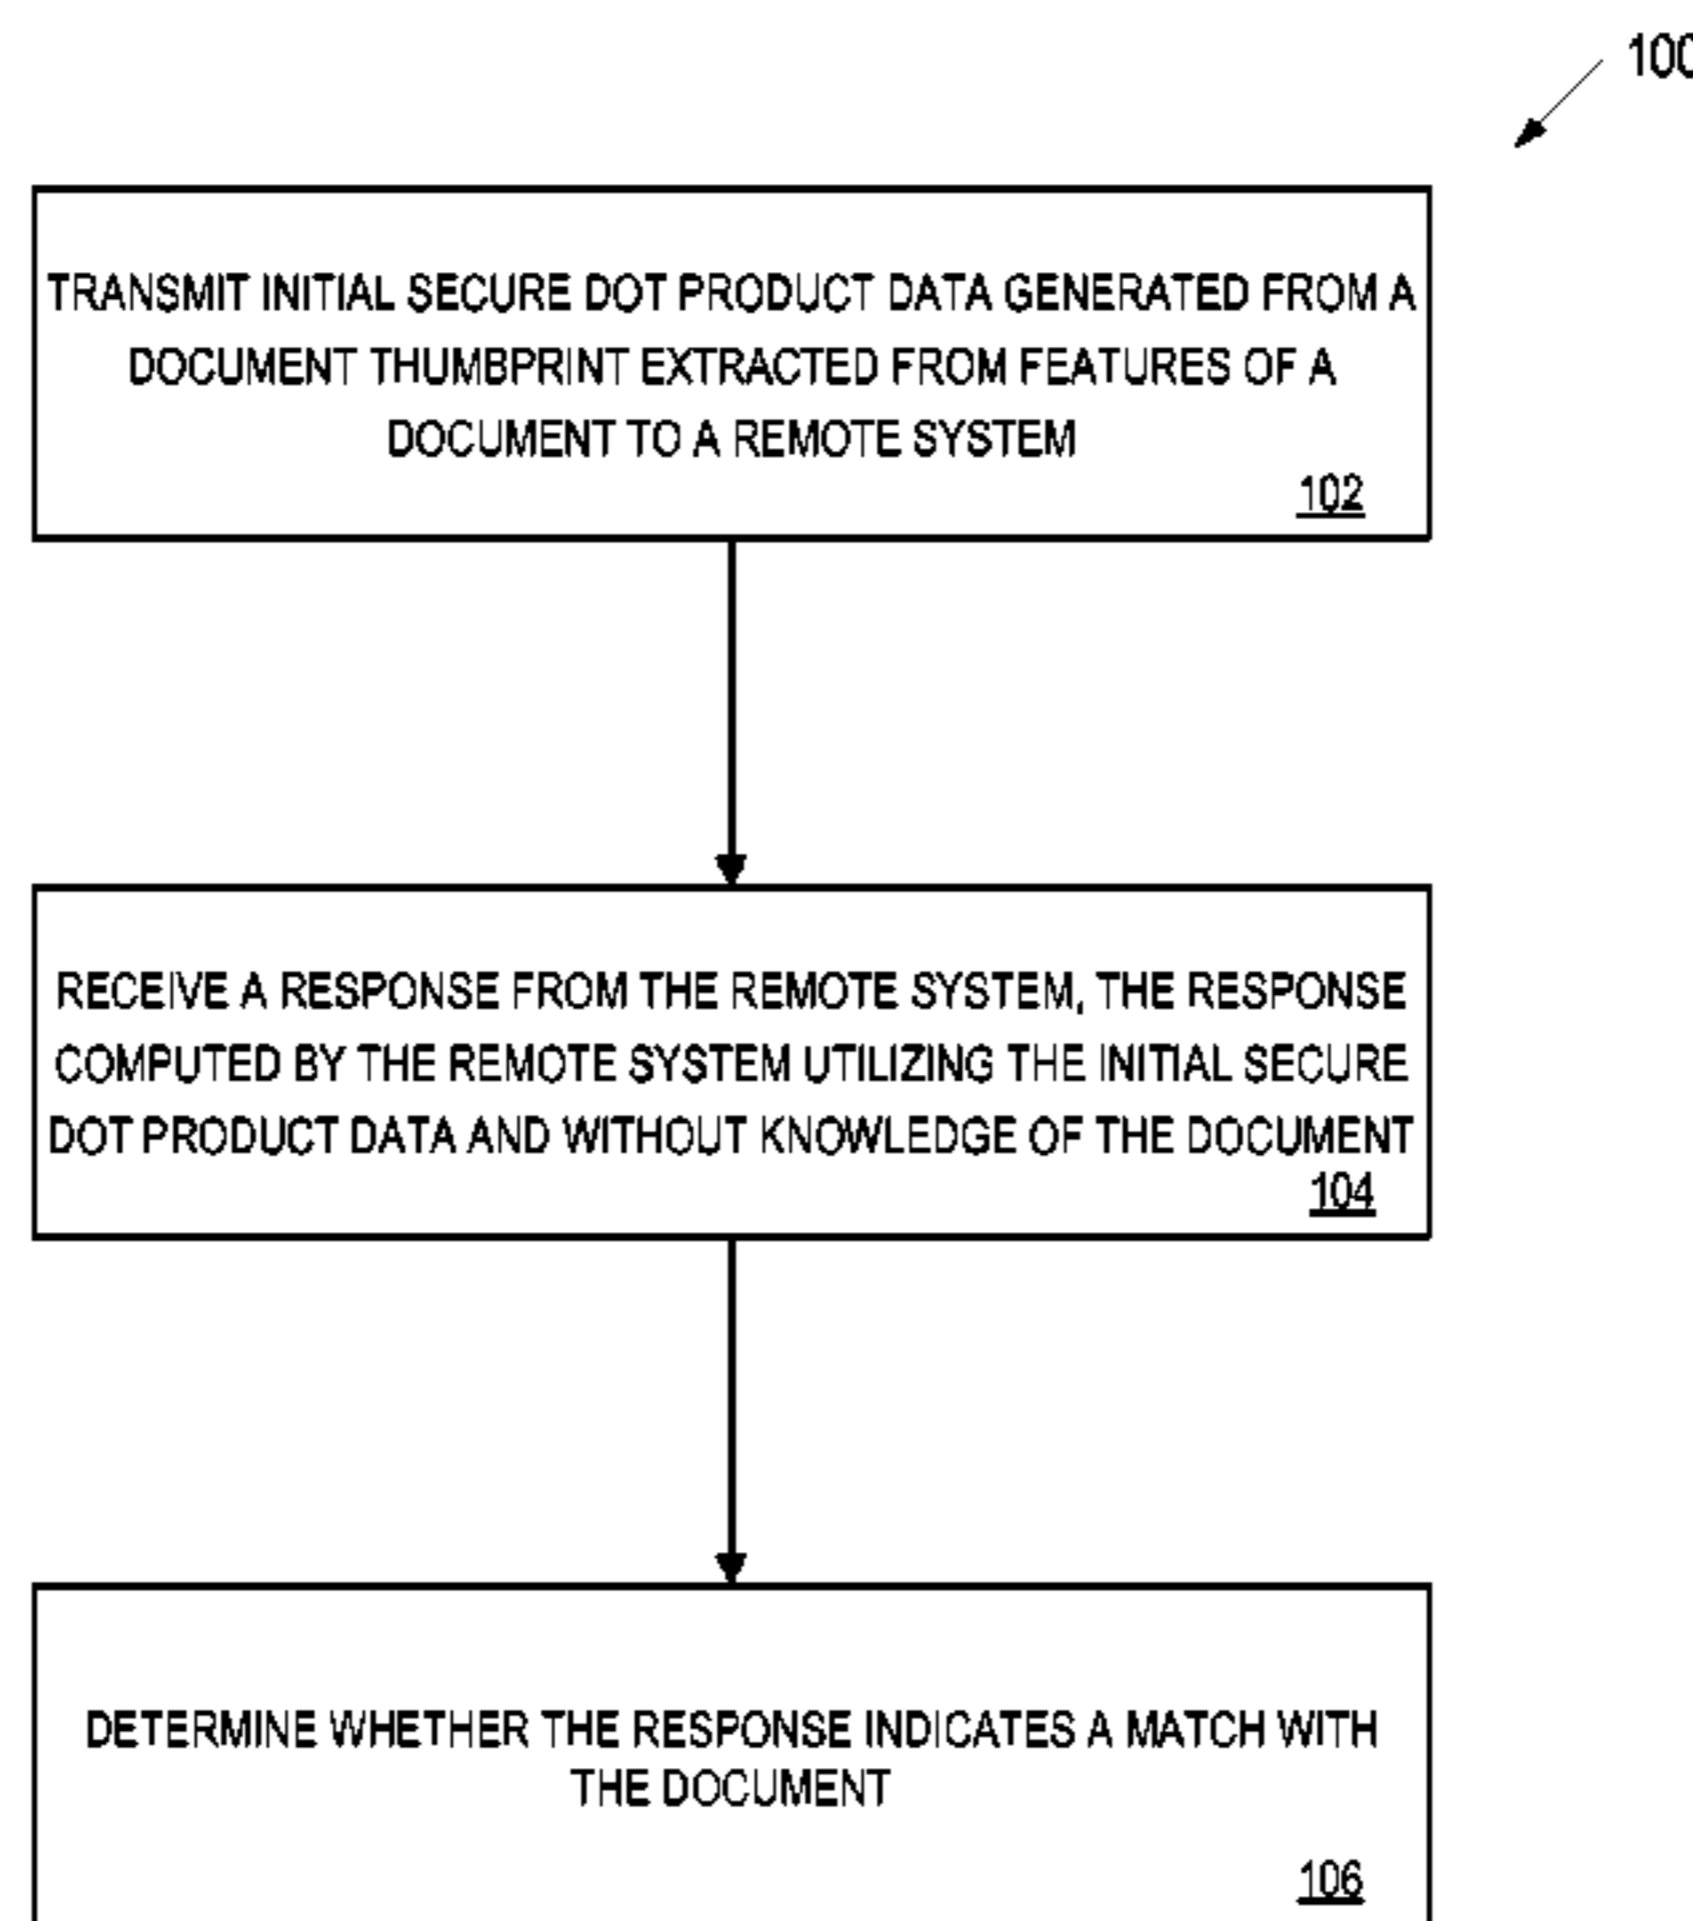 100
TRANSMIT INITIAL SECURE DOT PRODUCT DATA GENERATED FROM A
DOCUMENT THUMBPRINT EXTRACTED FROM FEATURES OF A
DOCUMENT TO A REMOTE SYSTEM
102
RECEIVE A RESPONSE FROM THE REMOTE SYSTEM, THE RESPONSE
COMPUTED BY THE REMOTE SYSTEM UTILIZING THE INITIAL SECURE
DOT PRODUCT DATA AND WITHOUT KNOWLEDGE OF THE DOCUMENT
104
DETERMINE WHETHER THE RESPONSE INDICATES A MATCH WITH
THE DOCUMENT
106